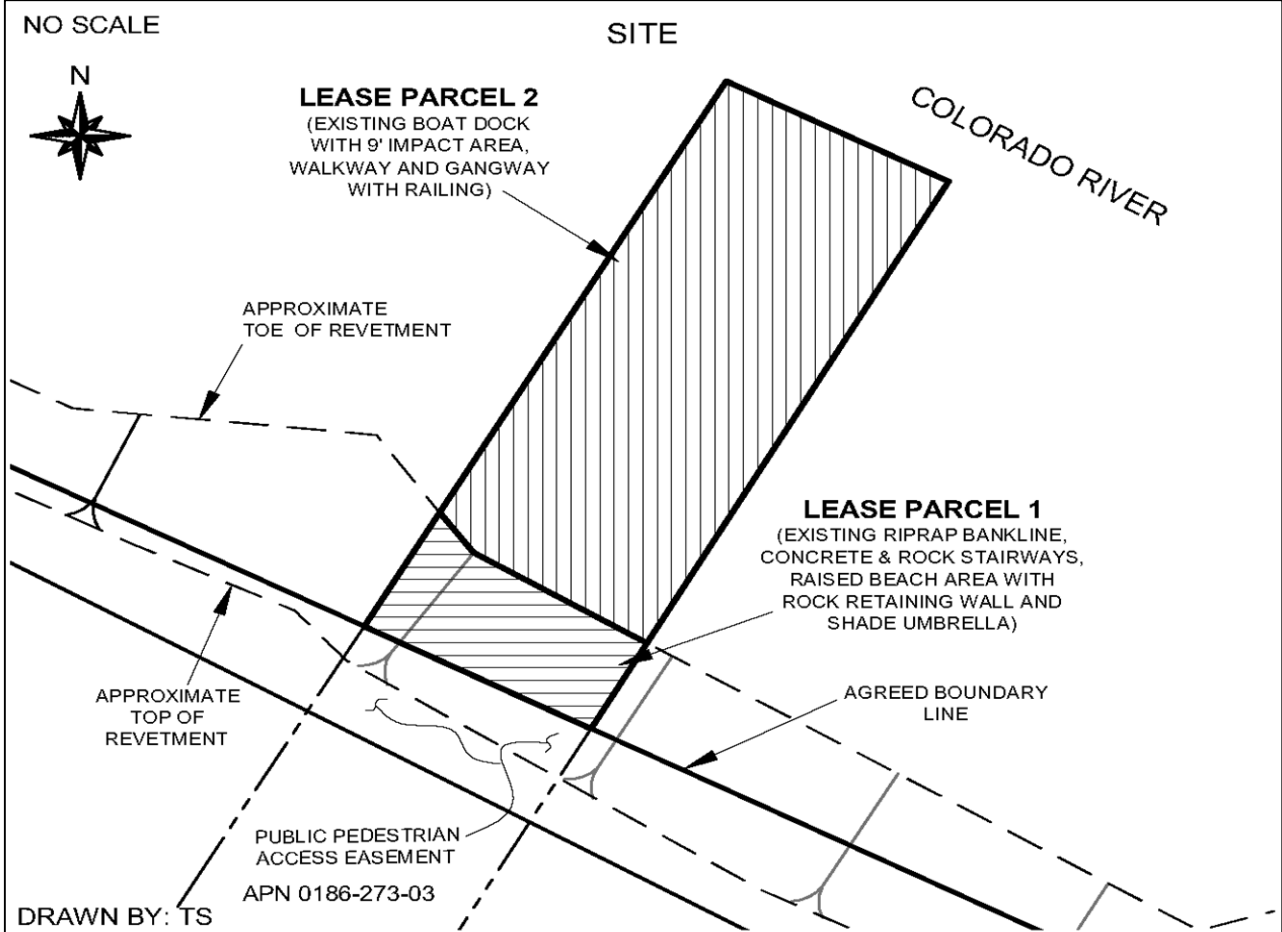 NO SCALE
SITE
N
LEASE PARCEL 2
(EXISTING BOAT DOCK
WITH 9' IMPACT AREA,
WALKWAY AND GANGWAY
WITH RAILING)
COLORADO RIVER
APPROXIMATE
TOE OF REVETMENT
LEASE PARCEL 1
(EXISTING RIPRAP BANKLINE,
CONCRETE & ROCK STAIRWAYS,
RAISED BEACH AREA WITH
ROCK RETAINING WALL AND
SHADE UMBRELLA)
APPROXIMATE
TOP OF
REVETMENT
AGREED BOUNDARY
LINE
PUBLIC PEDESTRIAN
ACCESS EASEMENT
APN 0186-273-03
DRAWN BY: TS